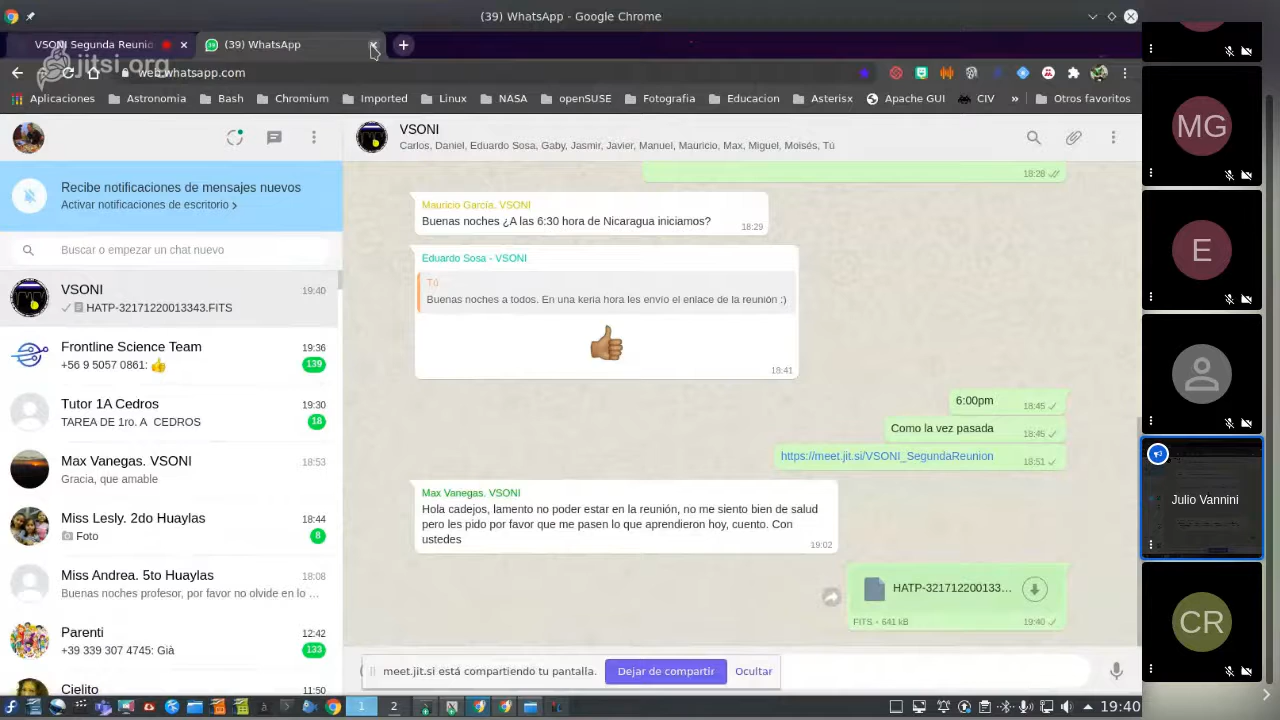 (39) WhatsApp - Google Chrome
VSONI Segunda Reunió
(39) WhatsApp
jitsi.org
web.whatsapp.com
Aplicaciones
Astronomia
Bash
Chromium
Imported
Linux
NASA
openSUSE
Fotografia
Educacion
Asterisx
Apache GUI
CIV
»
Otros favoritos
VSONI
Carlos, Daniel, Eduardo Sosa, Gaby, Jasmir, Javier, Manuel, Mauricio, Max, Miguel, Moisés, Tú
Recibe notificaciones de mensajes nuevos
Activar notificaciones de escritorio
Buscar o empezar un chat nuevo
VSONI 19:40
HATP-32171220013343.FITS
Frontline Science Team 19:36
+56 9 5057 0861: 👍 139
Tutor 1A Cedros 19:30
TAREA DE 1ro. A CEDROS 18
Max Vanegas. VSONI 18:53
Gracia, que amable
Miss Lesly. 2do Huaylas 18:44
Foto 8
Miss Andrea. 5to Huaylas 18:08
Buenas noches profesor, por favor no olvide en lo …
Parenti 12:42
+39 339 307 4745: Già 133
Cielito 11:50
18:28
Mauricio García. VSONI
Buenas noches ¿A las 6:30 hora de Nicaragua iniciamos?
18:29
Eduardo Sosa - VSONI
Tú
Buenas noches a todos. En una keria hora les envío el enlace de la reunión :)
18:41
6:00pm 18:45
Como la vez pasada 18:45
https://meet.jit.si/VSONI_SegundaReunion 18:51
Max Vanegas. VSONI
Hola cadejos, lamento no poder estar en la reunión, no me siento bien de salud
pero les pido por favor que me pasen lo que aprendieron hoy, cuento. Con
ustedes
19:02
HATP-321712200133…
FITS • 641 kB 19:40
meet.jit.si está compartiendo tu pantalla.
Dejar de compartir
Ocultar
1
2
19:40
MG
E
Julio Vannini
CR